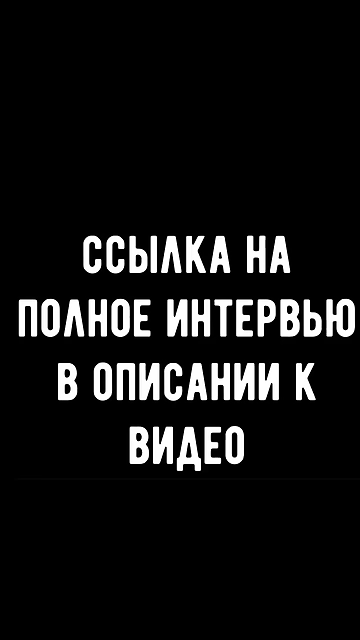 ССЫЛКА НА
ПОЛНОЕ ИНТЕРВЬЮ
В ОПИСАНИИ К
ВИДЕО